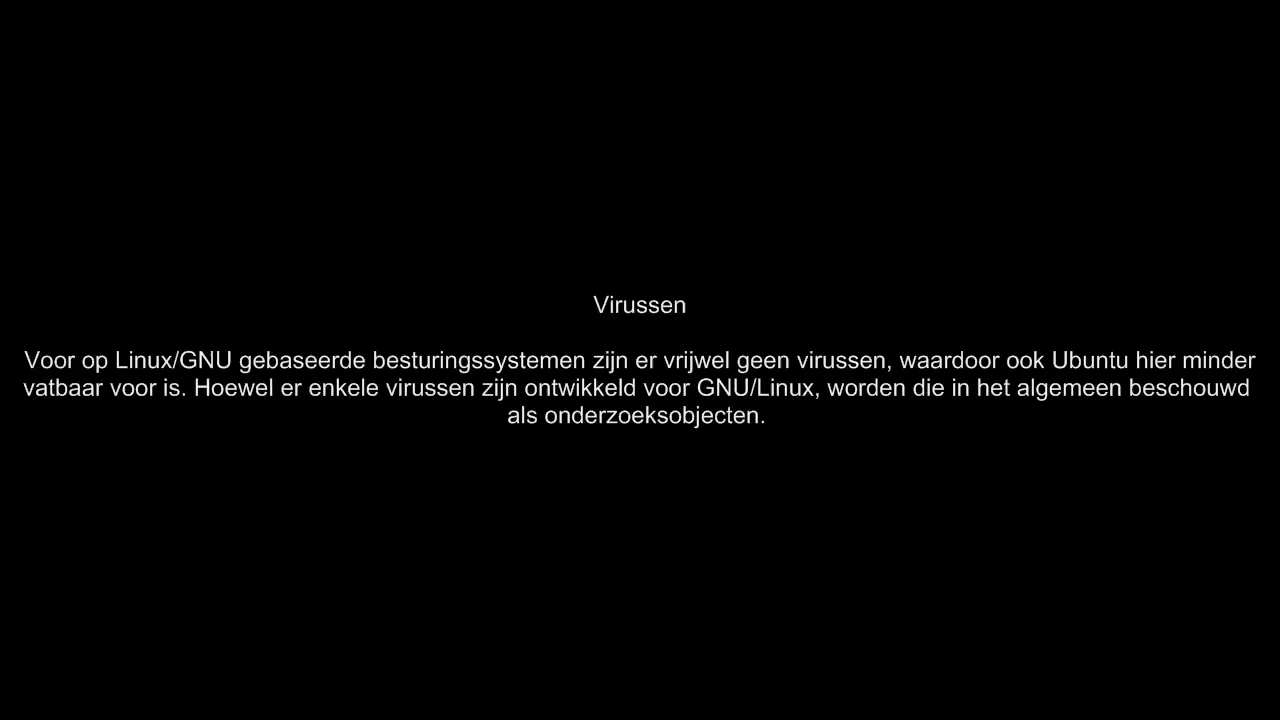 Virussen
Voor op Linux/GNU gebaseerde besturingssystemen zijn er vrijwel geen virussen, waardoor ook Ubuntu hier minder
vatbaar voor is. Hoewel er enkele virussen zijn ontwikkeld voor GNU/Linux, worden die in het algemeen beschouwd
als onderzoeksobjecten.